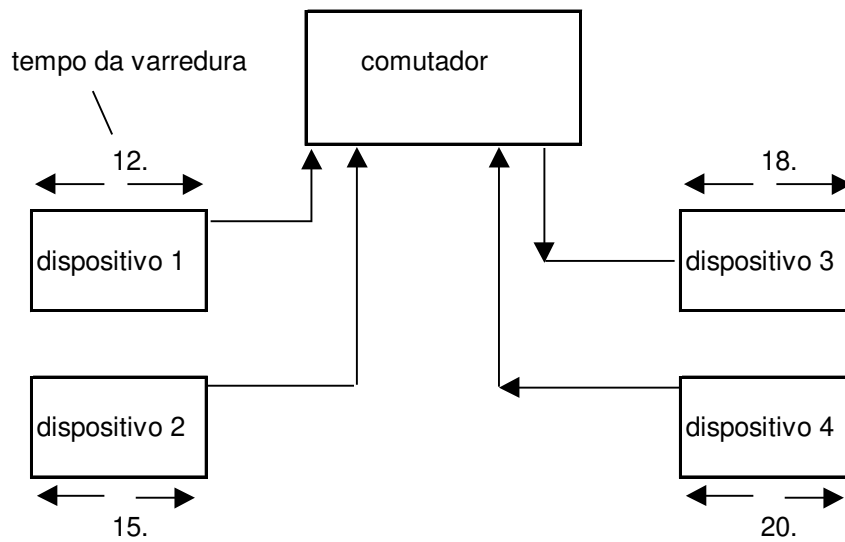 tempo da varredura
comutador
12.
18.
dispositivo 1
dispositivo 3
dispositivo 2
dispositivo 4
15.
20.